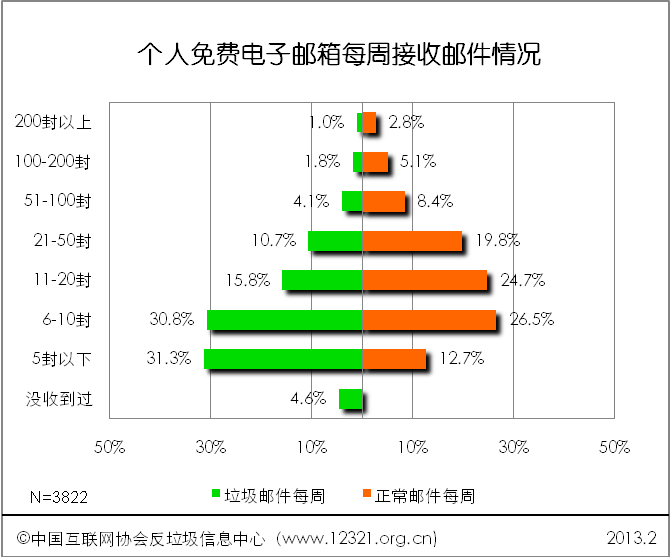 个人免费电子邮箱每周接收邮件情况
200封以上 1.0% 2.8%
100-200封 1.8% 5.1%
51-100封 4.1% 8.4%
21-50封 10.7% 19.8%
11-20封 15.8% 24.7%
6-10封 30.8% 26.5%
5封以下 31.3% 12.7%
没收到过 4.6%
50% 30% 10% 10% 30% 50%
N=3822 垃圾邮件每周 正常邮件每周
©中国互联网协会反垃圾信息中心（www.12321.org.cn) 2013.2